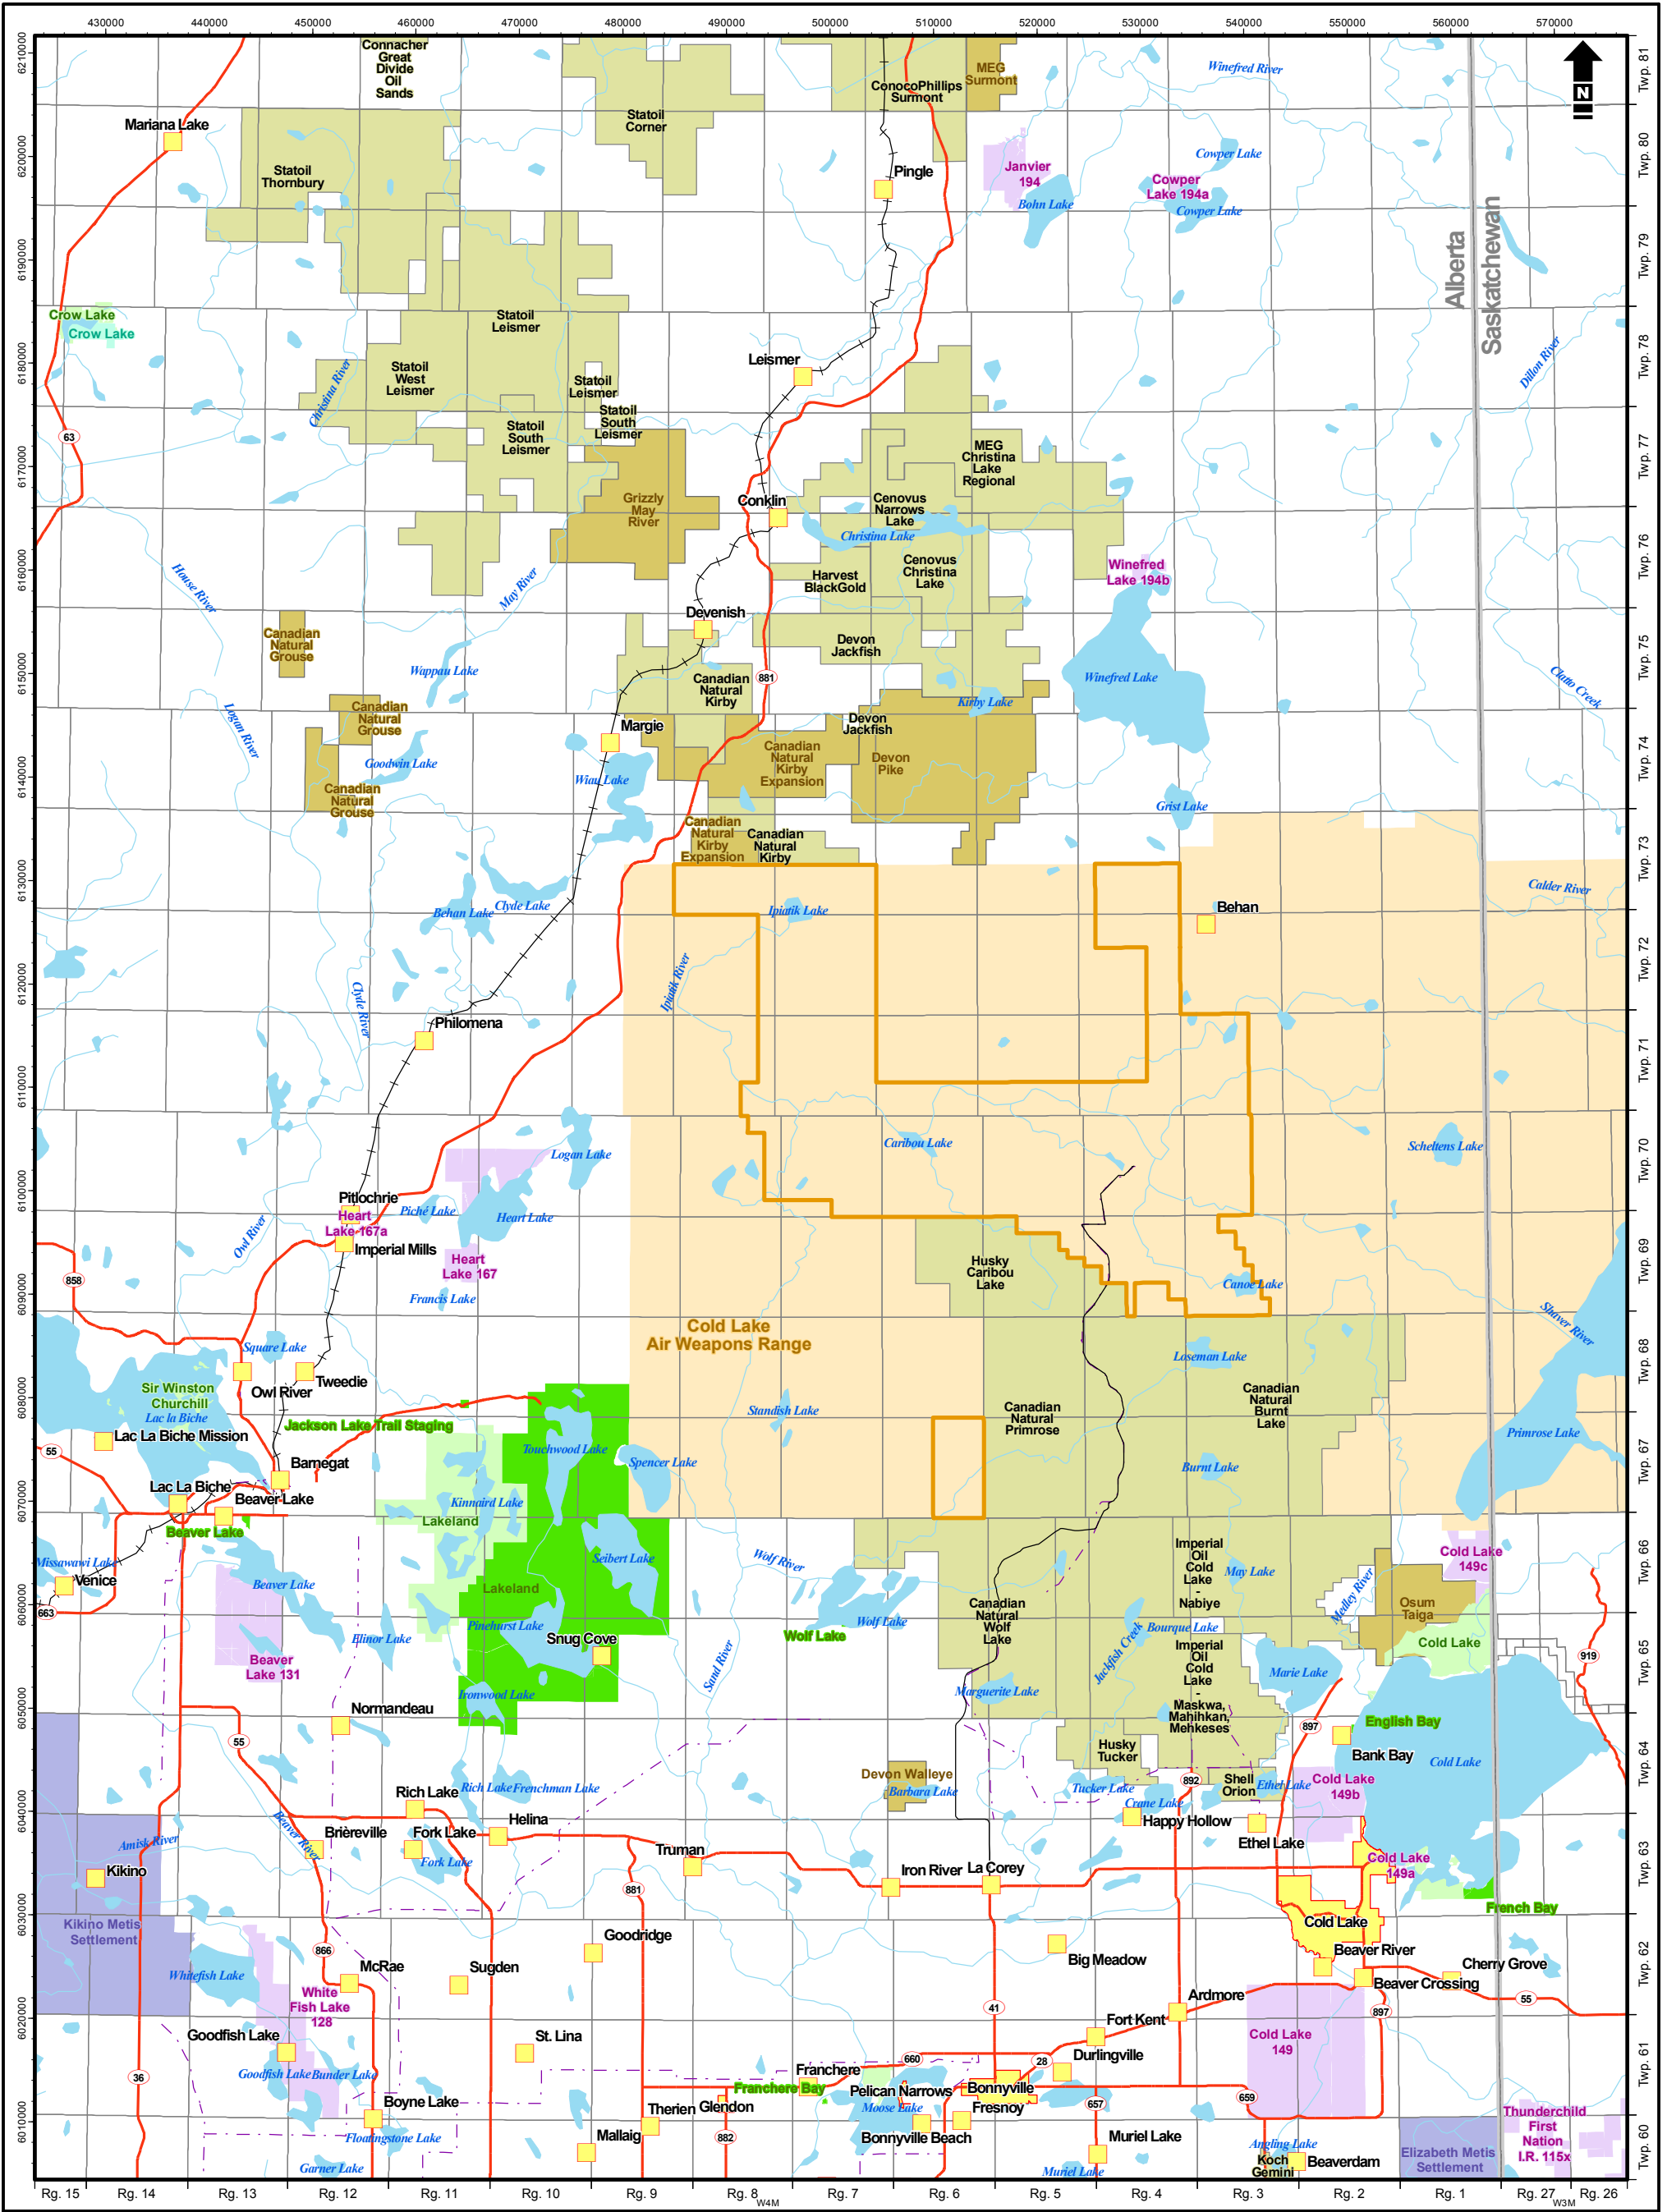 430000 440000 450000 460000 470000 480000 490000 500000 510000 520000 530000 540000 550000 560000 570000
6210000
6200000
6190000
6180000
6170000
6160000
6150000
6140000
6130000
6120000
6110000
6100000
6090000
6080000
6070000
6060000
6050000
6040000
6030000
6020000
6010000
Twp. 81
Twp. 80
Twp. 79
Twp. 78
Twp. 77
Twp. 76
Twp. 75
Twp. 74
Twp. 73
Twp. 72
Twp. 71
Twp. 70
Twp. 69
Twp. 68
Twp. 67
Twp. 66
Twp. 65
Twp. 64
Twp. 63
Twp. 62
Twp. 61
Twp. 60
N
Connacher
Great
Divide
Oil
Sands
MEG
Surmont
ConocoPhillips
Surmont
Winefred River
Mariana Lake
Statoil
Corner
Statoil
Thornbury
Pingle
Janvier
194
Cowper Lake
Cowper
Lake 194a
Bohn Lake
Cowper Lake
Alberta
Saskatchewan
Crow Lake
Crow Lake
Statoil
Leismer
Leismer
Statoil
West
Leismer
Statoil
Leismer
Christina River
Dillon River
63
Statoil
South
Leismer
Statoil
South
Leismer
MEG
Christina
Lake
Regional
Grizzly
May
River
Conklin
Cenovus
Narrows
Lake
Christina Lake
Cenovus
Christina
Lake
Harvest
BlackGold
Winefred
Lake 194b
House River
May River
Devenish
Canadian
Natural
Grouse
Devon
Jackfish
Wappau Lake
881
Canadian
Natural
Kirby
Winefred Lake
Clatto Creek
Kirby Lake
Canadian
Natural
Grouse
Logan River
Margie
Devon
Jackfish
Goodwin Lake
Canadian
Natural
Kirby
Expansion
Devon
Pike
Wiau Lake
Canadian
Natural
Grouse
Grist Lake
Canadian
Natural
Kirby
Expansion
Canadian
Natural
Kirby
Calder River
Behan Lake
Clyde Lake
Ipiatik Lake
Behan
Ipiatik River
Clyde River
Philomena
Caribou Lake
Scheltens Lake
Logan Lake
Pitlochrie
Piché Lake
Heart Lake
Heart
Lake 167a
Imperial Mills
Owl River
Heart
Lake 167
Husky
Caribou
Lake
858
Francis Lake
Canoe Lake
Shaver River
Cold Lake
Air Weapons Range
Square Lake
Loseman Lake
Tweedie
Owl River
Sir Winston
Churchill
Lac la Biche
Canadian
Natural
Primrose
Canadian
Natural
Burnt
Lake
Standish Lake
Jackson Lake Trail Staging
Lac La Biche Mission
55
Touchwood Lake
Spencer Lake
Primrose Lake
Barnegat
Burnt Lake
Lac La Biche
Beaver Lake
Kinnaird Lake
Lakeland
Beaver Lake
Missawawi Lake
Venice
663
Beaver Lake
Seibert Lake
Lakeland
Wolf River
Imperial
Oil
Cold
Lake
-
Nabiye
May Lake
Cold Lake
149c
Medley River
Osum
Taiga
Pinehurst Lake
Snug Cove
Wolf Lake
Wolf Lake
Canadian
Natural
Wolf
Lake
Bourque Lake
Jackfish Creek
Elinor Lake
Cold Lake
Beaver
Lake 131
Sand River
Imperial
Oil
Cold
Lake
-
Maskwa,
Mahihkan,
Mehkeses
Marie Lake
919
Ironwood Lake
Marguerite Lake
Normandeau
55
English Bay
897
Bank Bay
Husky
Tucker
Cold Lake
Devon Walleye
Barbara Lake
Rich Lake
Rich Lake
Frenchman Lake
Tucker Lake
892
Shell
Orion
Ethel Lake
Cold Lake
149b
Crane Lake
Happy Hollow
Ethel Lake
Beaver River
Brièreville
Fork Lake
Helina
Fork Lake
Amisk River
Kikino
Truman
Iron River
La Corey
Cold Lake
149a
881
French Bay
Kikino Metis
Settlement
Cold Lake
Goodridge
Beaver River
866
Whitefish Lake
McRae
Sugden
Big Meadow
Cherry Grove
Beaver Crossing
55
White
Fish Lake
128
41
Ardmore
897
Goodfish Lake
St. Lina
Fort Kent
Cold Lake
149
Durlingville
660
28
Goodfish Lake
Bunder Lake
36
Franchere
Franchere Bay
Pelican Narrows
Bonnyville
659
657
Boyne Lake
Therien
Glendon
Moose Lake
Fresnoy
Thunderchild
First
Nation
I.R. 115x
Floatingstone Lake
Mallaig
882
Bonnyville Beach
Muriel Lake
Angling Lake
Elizabeth Metis
Settlement
Garner Lake
Muriel Lake
Koch
Gemini
Beaverdam
Rg. 15 Rg. 14 Rg. 13 Rg. 12 Rg. 11 Rg. 10 Rg. 9 Rg. 8 W4M Rg. 7 Rg. 6 Rg. 5 Rg. 4 Rg. 3 Rg. 2 Rg. 1 Rg. 27 W3M Rg. 26